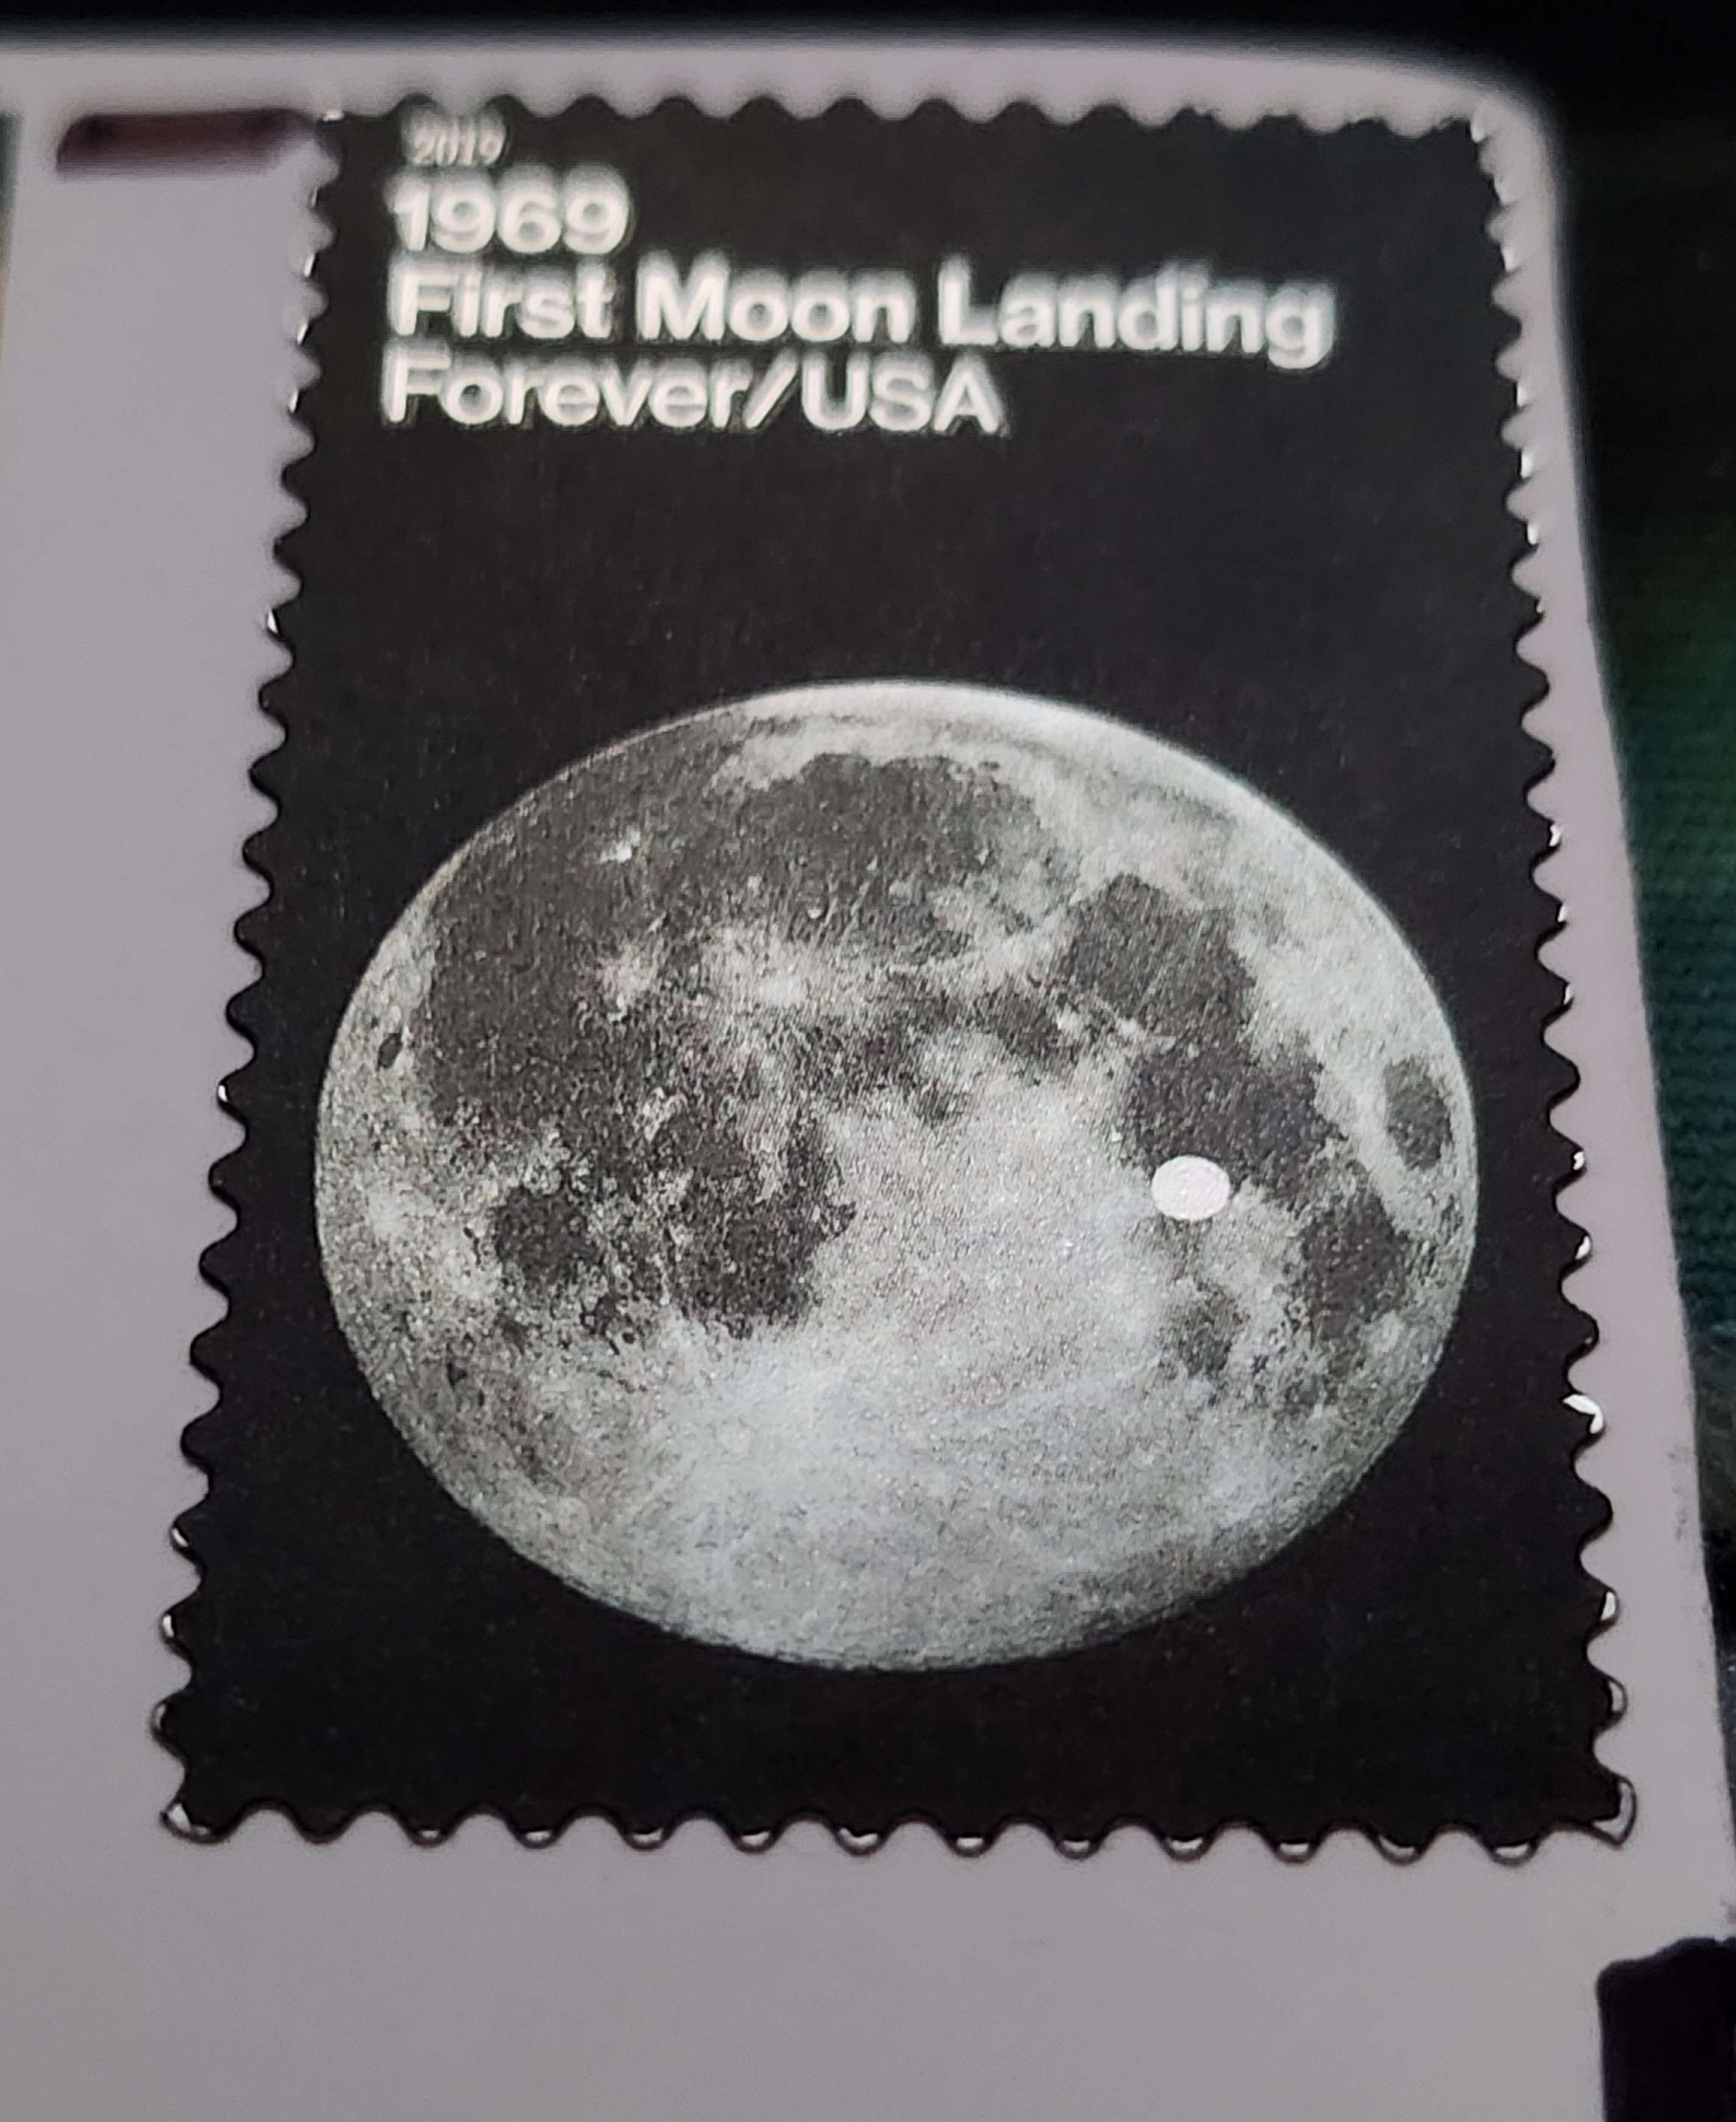 2019
1969
First Moon Landing
Forever/USA